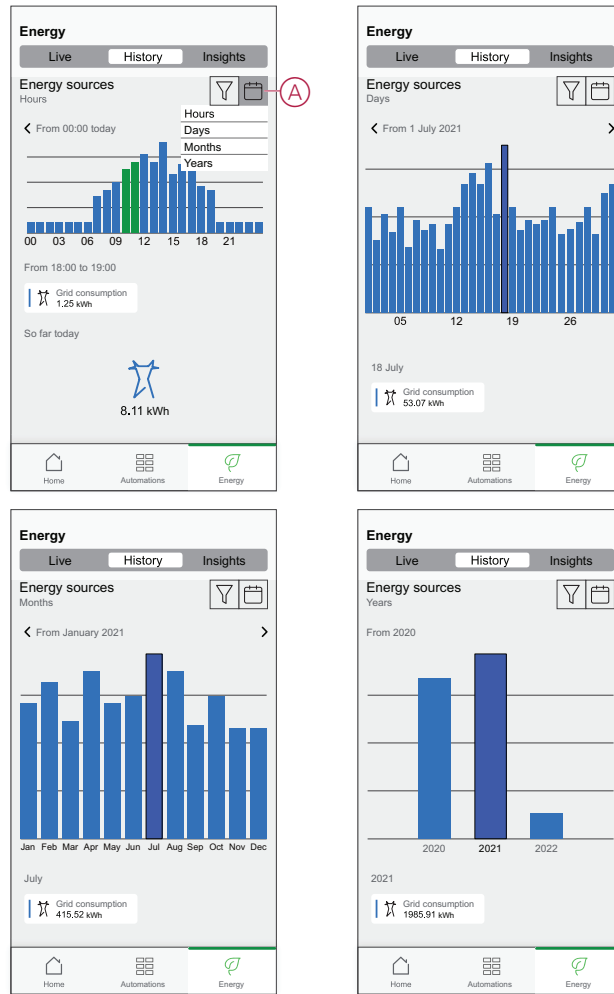 Energy
Live History Insights
Energy sources
Hours
A
Hours
Days
Months
Years
From 00:00 today
00 03 06 09 12 15 18 21
From 18:00 to 19:00
Grid consumption
1.25 kWh
So far today
8.11 kWh
Home Automations Energy
Energy
Live History Insights
Energy sources
Days
From 1 July 2021
05 12 19 26
18 July
Grid consumption
53.07 kWh
Home Automations Energy
Energy
Live History Insights
Energy sources
Months
From January 2021
Jan Feb Mar Apr May Jun Jul Aug Sep Oct Nov Dec
July
Grid consumption
415.52 kWh
Home Automations Energy
Energy
Live History Insights
Energy sources
Years
From 2020
2020 2021 2022
2021
Grid consumption
1985.91 kWh
Home Automations Energy